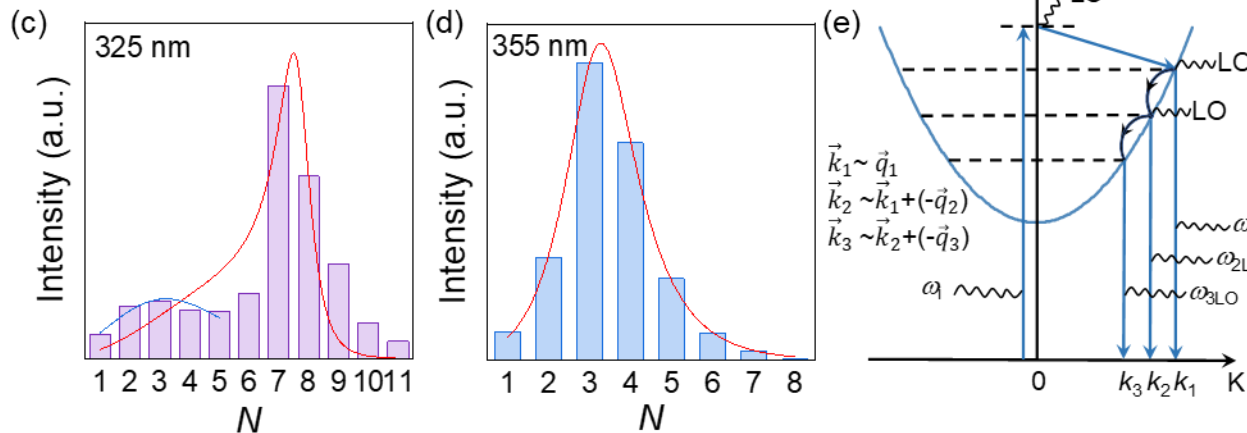 (c)
325 nm
Intensity (a.u.)
1 2 3 4 5 6 7 8 9 10 11
N
(d)
355 nm
Intensity (a.u.)
1 2 3 4 5 6 7 8
N
(e)
LO
LO
k⃗₁ ~ q⃗₁
k⃗₂ ~k⃗₁+(-q⃗₂)
k⃗₃ ~k⃗₂+(-q⃗₃)
ω
ω₂L
ωI
ω₃LO
0 k₃ k₂ k₁ K